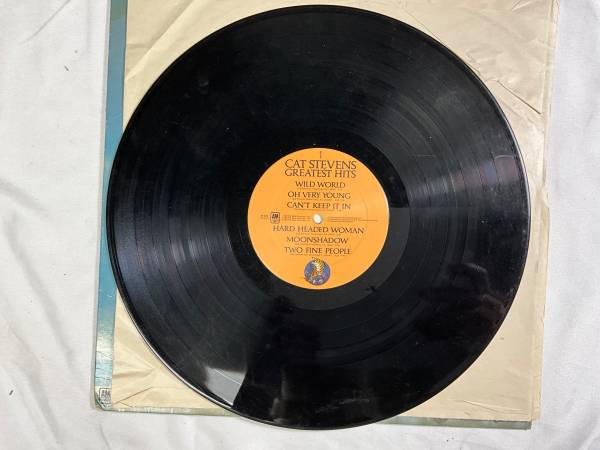 1
CAT STEVENS
GREATEST HITS
WILD WORLD
OH VERY YOUNG
CAN'T KEEP IT IN
A&M
HARD HEADED WOMAN
MOONSHADOW
TWO FINE PEOPLE
A&M